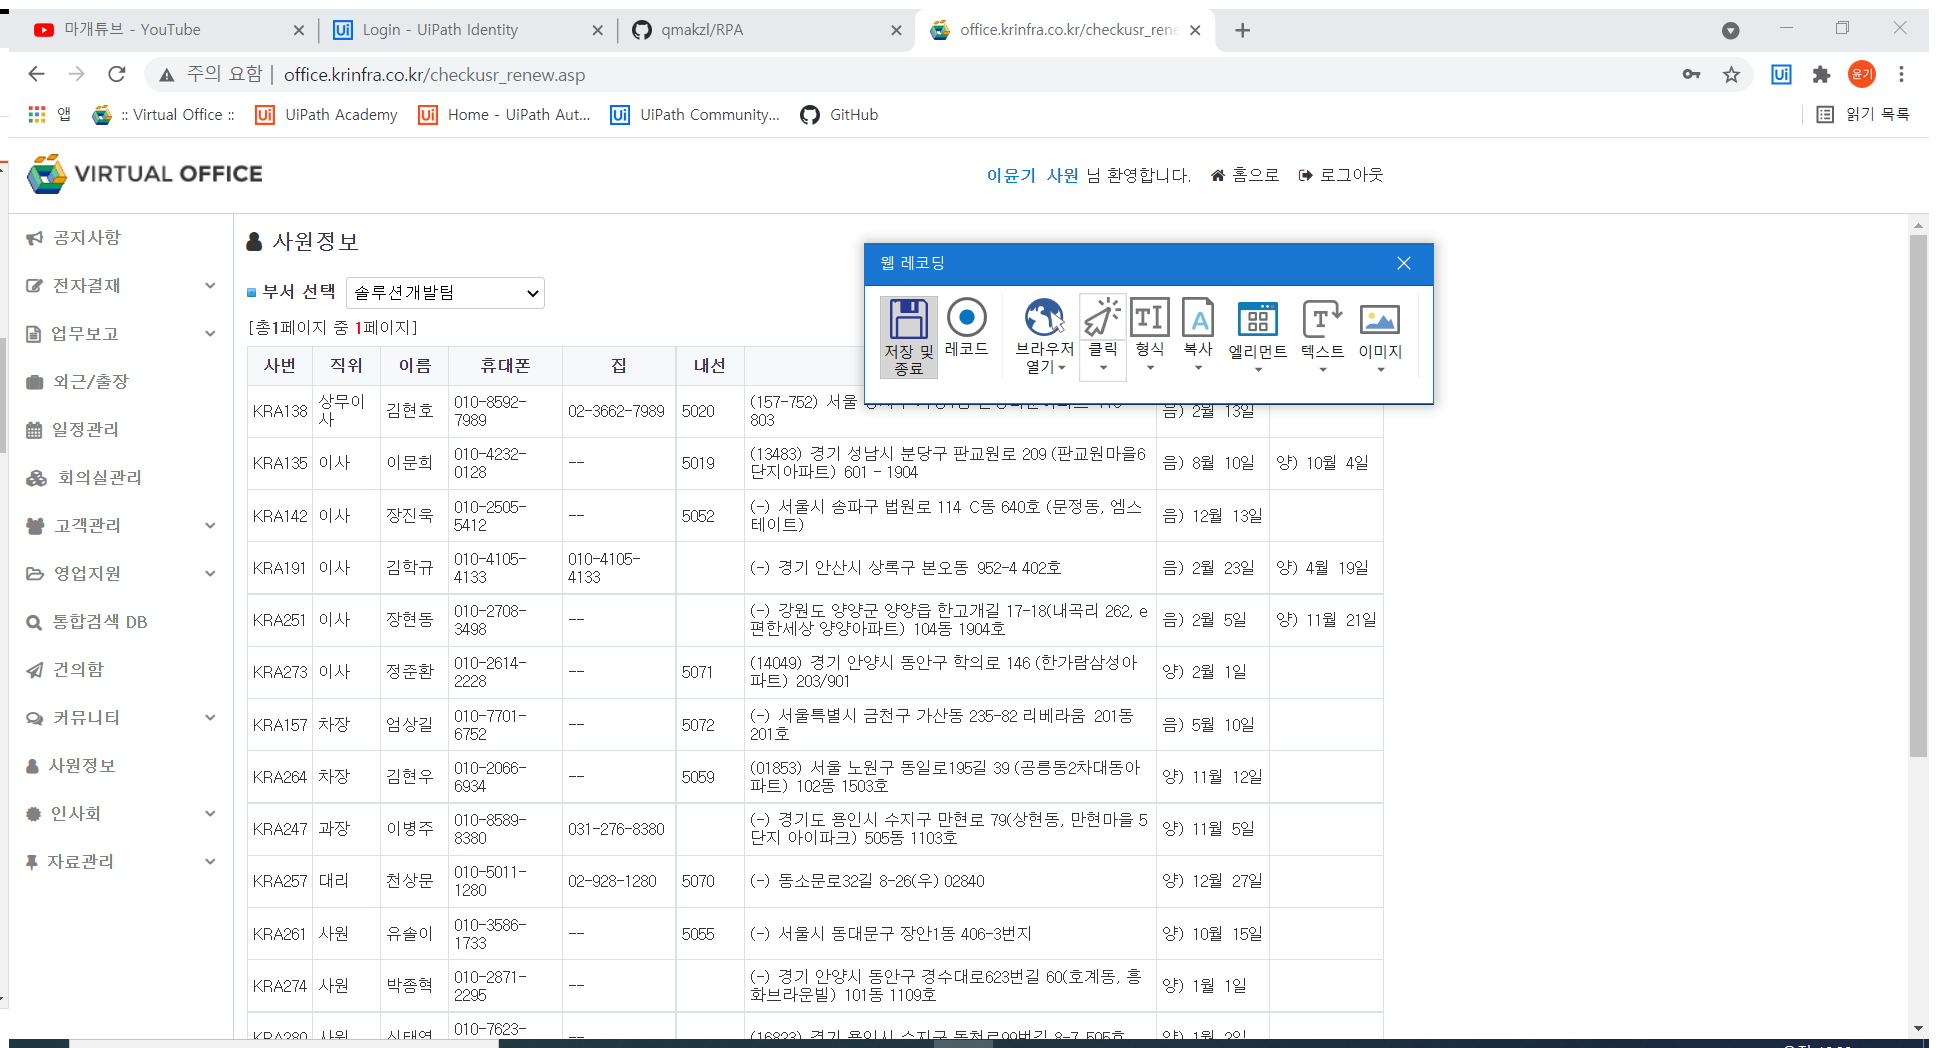 마개튜브 - YouTube
Login - UiPath Identity
qmakzl/RPA
office.krinfra.co.kr/checkusr_rene
주의 요함 | office.krinfra.co.kr/checkusr_renew.asp
윤기
앱
:: Virtual Office ::
UiPath Academy
Home - UiPath Aut...
UiPath Community...
GitHub
읽기 목록
VIRTUAL OFFICE
이윤기 사원 님 환영합니다.
홈으로
로그아웃
공지사항
전자결재
업무보고
외근/출장
일정관리
회의실관리
고객관리
영업지원
통합검색 DB
건의함
커뮤니티
사원정보
인사회
자료관리
사원정보
부서 선택 솔루션개발팀
[총1페이지 중 1페이지]
웹 레코딩
저장 및 종료
레코드
브라우저 열기
클릭
형식
복사
엘리먼트
텍스트
이미지
사번 직위 이름 휴대폰 집 내선
KRA138 상무이사 김현호 010-8592-7989 02-3662-7989 5020 (157-752) 서울 803 음) 2월 13일
KRA135 이사 이문희 010-4232-0128 -- 5019 (13483) 경기 성남시 분당구 판교원로 209 (판교원마을6단지아파트) 601 - 1904 음) 8월 10일 양) 10월 4일
KRA142 이사 장진욱 010-2505-5412 -- 5052 (-) 서울시 송파구 법원로 114 C동 640호 (문정동, 엠스테이트) 음) 12월 13일
KRA191 이사 김학규 010-4105-4133 010-4105-4133 (-) 경기 안산시 상록구 본오동 952-4 402호 음) 2월 23일 양) 4월 19일
KRA251 이사 장현동 010-2708-3498 -- (-) 강원도 양양군 양양읍 한고개길 17-18(내곡리 262, e편한세상 양양아파트) 104동 1904호 음) 2월 5일 양) 11월 21일
KRA273 이사 정준환 010-2614-2228 -- 5071 (14049) 경기 안양시 동안구 학의로 146 (한가람삼성아파트) 203/901 양) 2월 1일
KRA157 차장 엄상길 010-7701-6752 -- 5072 (-) 서울특별시 금천구 가산동 235-82 리베라움 201동 201호 음) 5월 10일
KRA264 차장 김현우 010-2066-6934 -- 5059 (01853) 서울 노원구 동일로195길 39 (공릉동2차대동아파트) 102동 1503호 양) 11월 12일
KRA247 과장 이병주 010-8589-8380 031-276-8380 (-) 경기도 용인시 수지구 만현로 79(상현동, 만현마을 5단지 아이파크) 505동 1103호 양) 11월 5일
KRA257 대리 천상문 010-5011-1280 02-928-1280 5070 (-) 동소문로32길 8-26(우) 02840 양) 12월 27일
KRA261 사원 유솔이 010-3586-1733 -- 5055 (-) 서울시 동대문구 장안1동 406-3번지 양) 10월 15일
KRA274 사원 박종혁 010-2871-2295 -- (-) 경기 안양시 동안구 경수대로623번길 60(호계동, 흥화브라운빌) 101동 1109호 양) 1월 1일
010-7623-